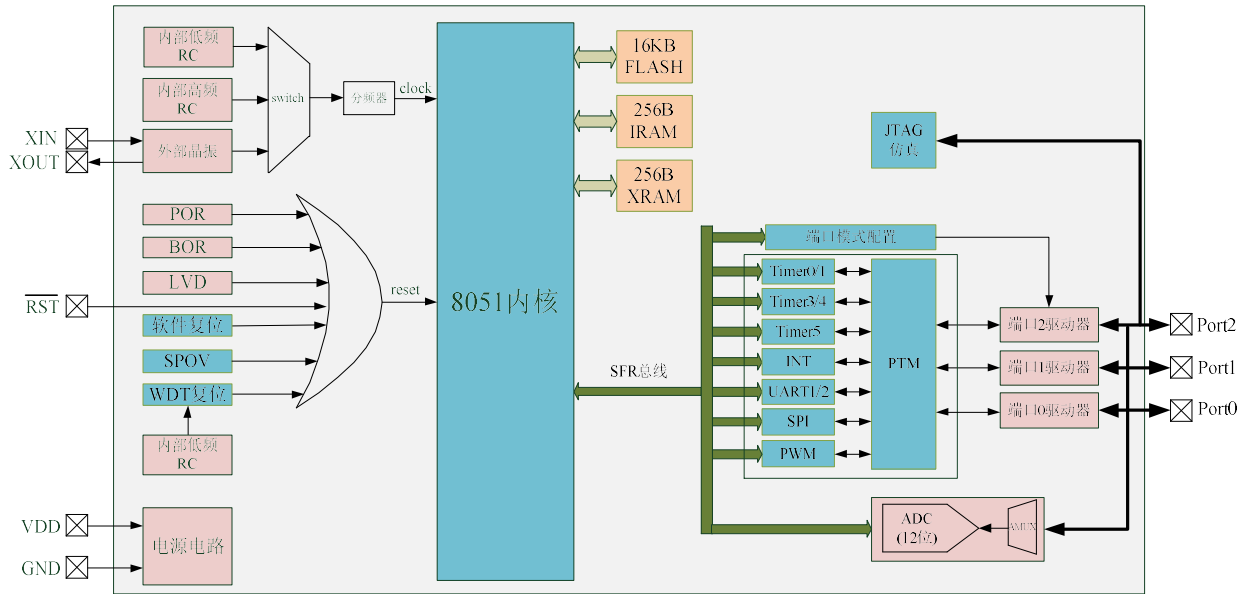 内部低频
RC
内部高频
RC
XIN
XOUT
外部晶振
switch
分频器
clock
POR
BOR
LVD
RST
软件复位
SPOV
WDT复位
内部低频
RC
reset
VDD
GND
电源电路
8051内核
16KB
FLASH
256B
IRAM
256B
XRAM
JTAG
仿真
SFR总线
端口模式配置
Timer0/1
Timer3/4
Timer5
INT
UART1/2
SPI
PWM
PTM
端口2驱动器
端口1驱动器
端口0驱动器
Port2
Port1
Port0
ADC
(12位)
AMUX